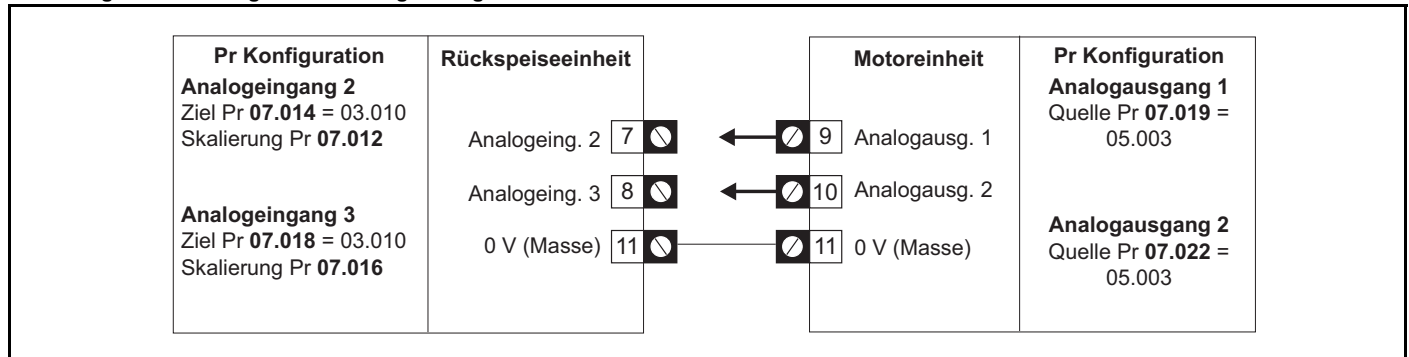 Pr Konfiguration
Analogeingang 2
Ziel Pr 07.014 = 03.010
Skalierung Pr 07.012
Analogeingang 3
Ziel Pr 07.018 = 03.010
Skalierung Pr 07.016
Rückspeiseeinheit
Analogeing. 2 7
Analogeing. 3 8
0 V (Masse) 11
Motoreinheit
9 Analogausg. 1
10 Analogausg. 2
11 0 V (Masse)
Pr Konfiguration
Analogausgang 1
Quelle Pr 07.019 =
05.003
Analogausgang 2
Quelle Pr 07.022 =
05.003